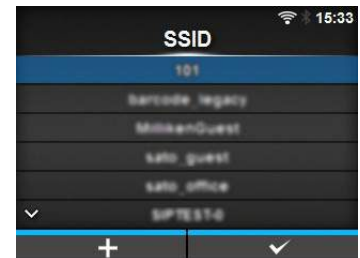 15:33
SSID
101
barcode_legacy
MillikenGuest
sato_guest
sato_office
SIPTEST-0